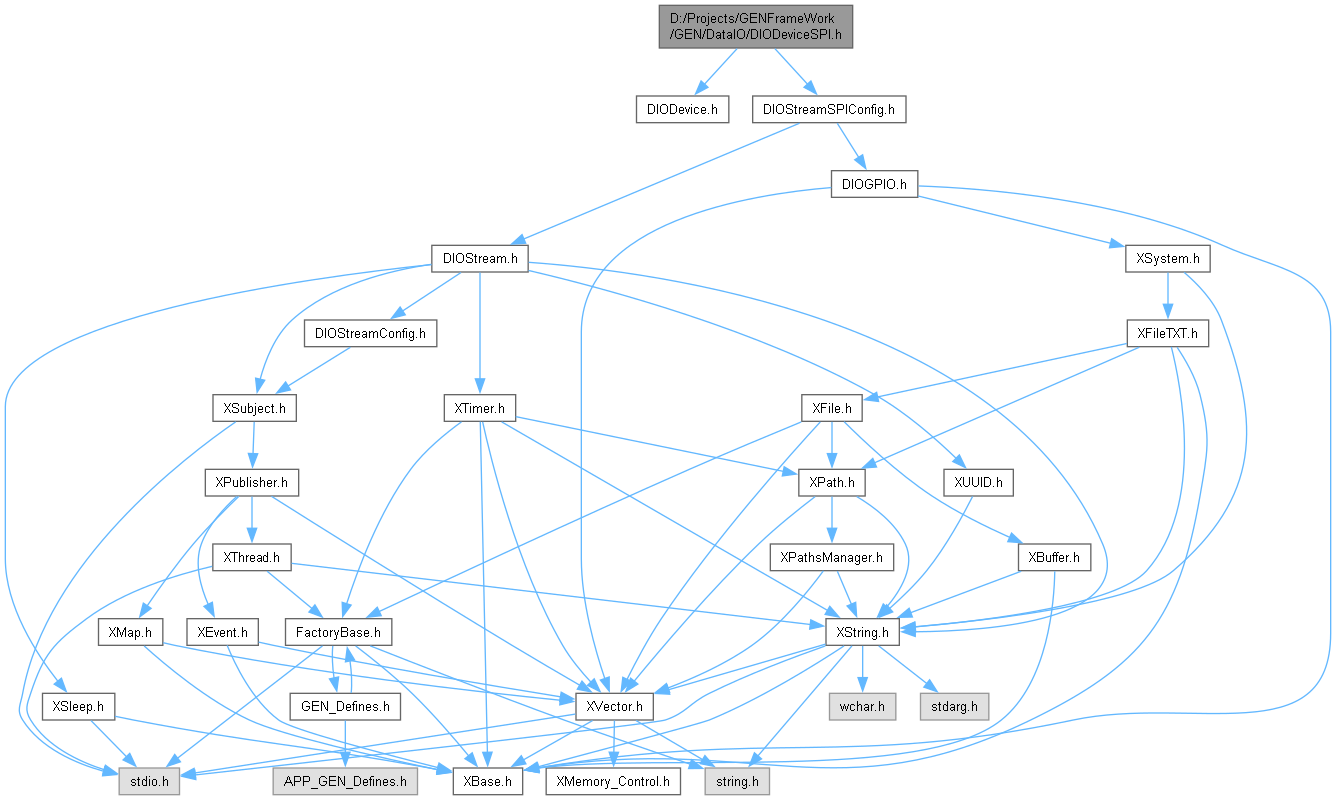 D:/Projects/GENFrameWork
/GEN/DataIO/DIODeviceSPI.h
DIODevice.h
DIOStreamSPIConfig.h
DIOGPIO.h
DIOStream.h
XSystem.h
DIOStreamConfig.h
XFileTXT.h
XSubject.h
XTimer.h
XFile.h
XPublisher.h
XPath.h
XUUID.h
XThread.h
XPathsManager.h
XBuffer.h
XMap.h
XEvent.h
FactoryBase.h
XString.h
XSleep.h
GEN_Defines.h
XVector.h
wchar.h
stdarg.h
stdio.h
APP_GEN_Defines.h
XBase.h
XMemory_Control.h
string.h